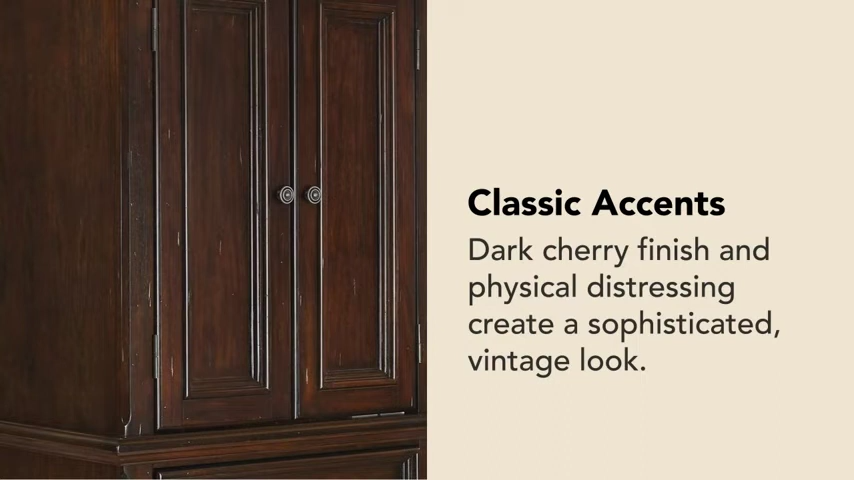 Classic Accents
Dark cherry finish and
physical distressing
create a sophisticated,
vintage look.